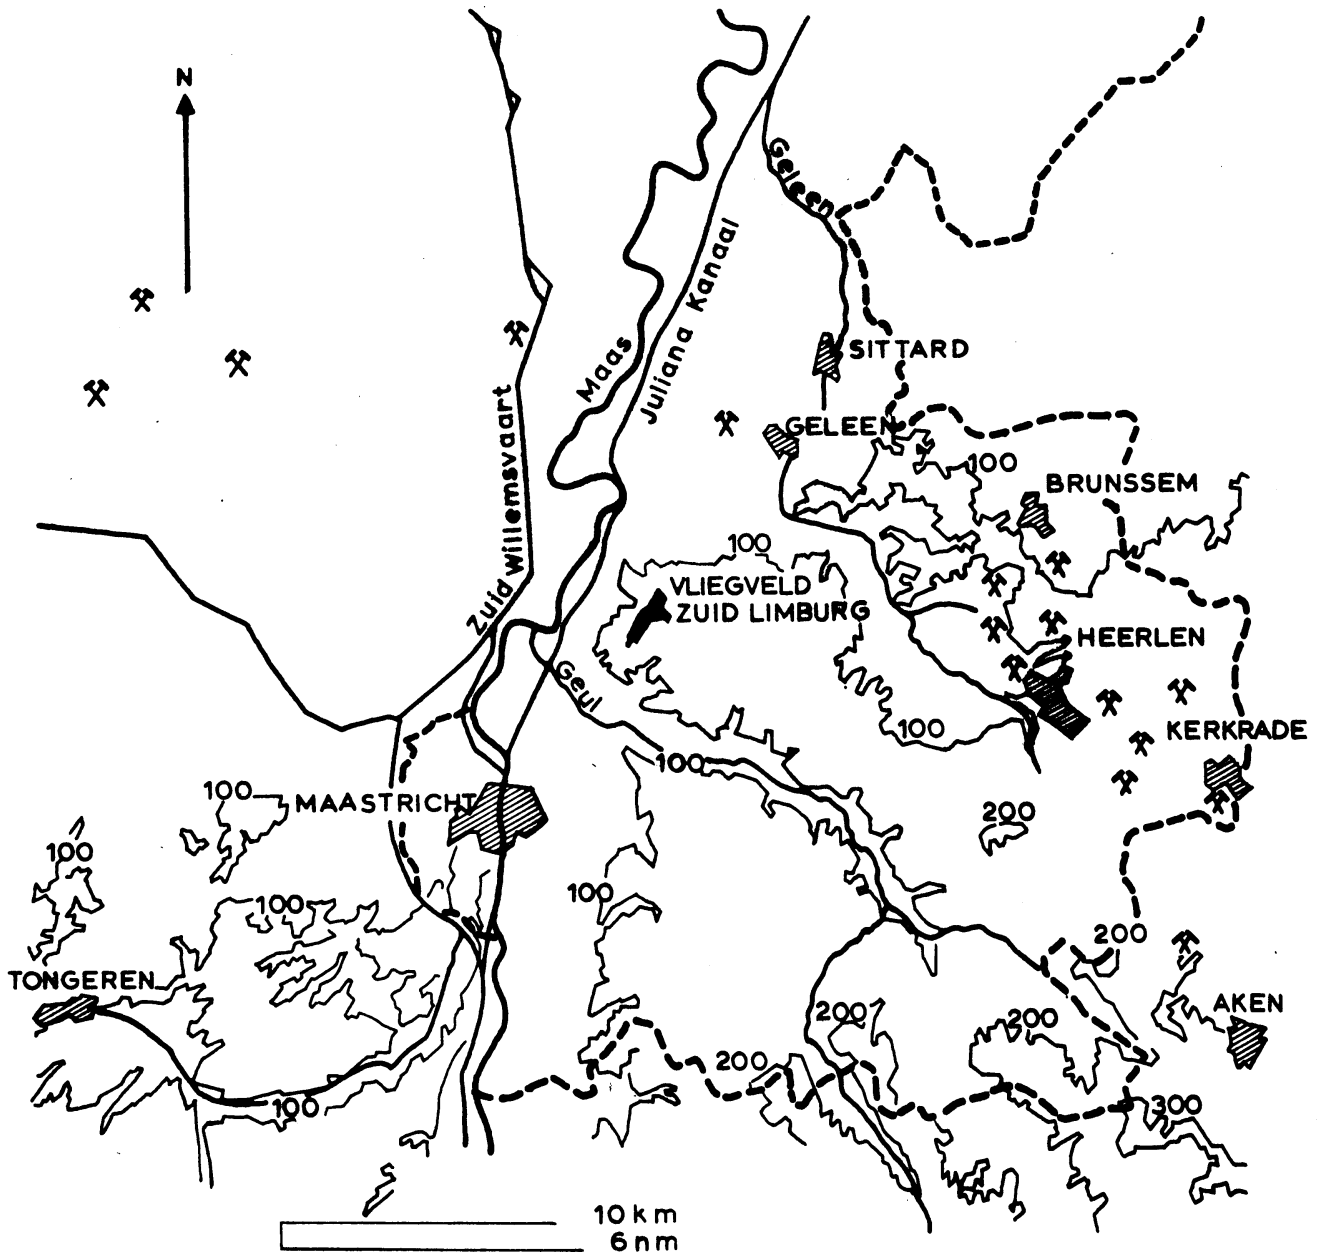 N
Geleen
Juliana Kanaal
Maas
SITTARD
Zuid Willemsvaart
GELEEN
100
BRUNSSEM
100
VLIEGVELD
ZUID LIMBURG
HEERLEN
Geul
100
KERKRADE
100
100
MAASTRICHT
200
100
100
100
200
TONGEREN
AKEN
200
200
200
100
300
10 km
6 nm